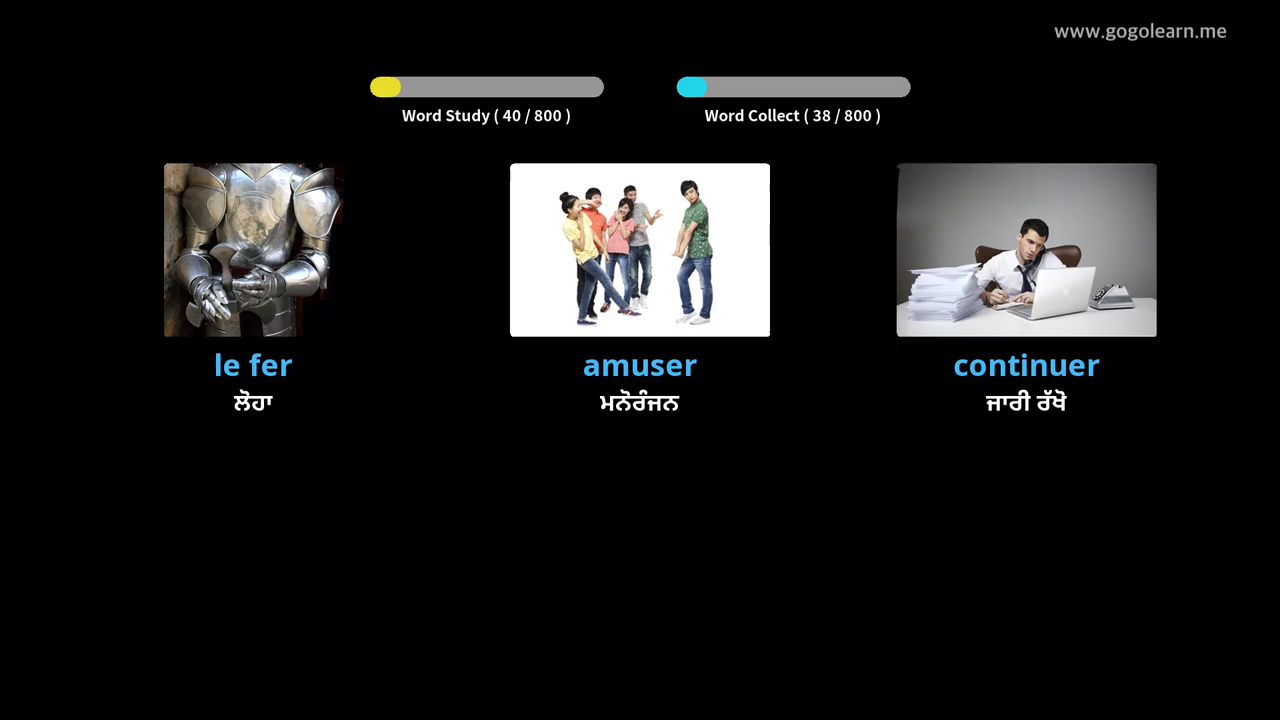 www.gogolearn.me
Word Study ( 40 / 800 )
Word Collect ( 38 / 800 )
le fer
amuser
continuer
ਲੋਹਾ
ਮਨੋਰੰਜਨ
ਜਾਰੀ ਰੱਖੋ